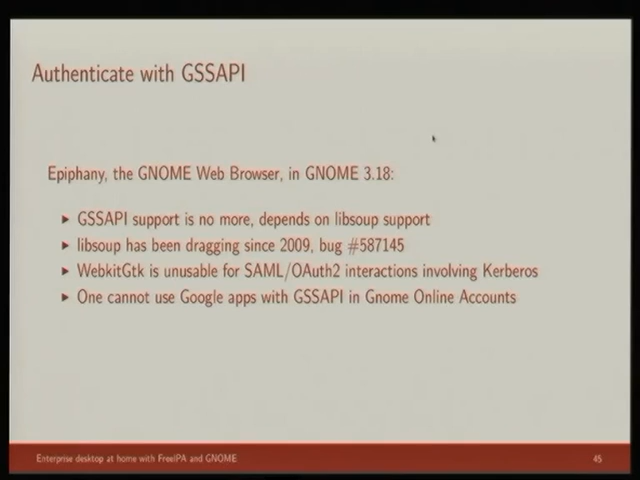 Authenticate with GSSAPI
Epiphany, the GNOME Web Browser, in GNOME 3.18:
▸ GSSAPI support is no more, depends on libsoup support
▸ libsoup has been dragging since 2009, bug #587145
▸ WebkitGtk is unusable for SAML/OAuth2 interactions involving Kerberos
▸ One cannot use Google apps with GSSAPI in Gnome Online Accounts
Enterprise desktop at home with FreeIPA and GNOME
45